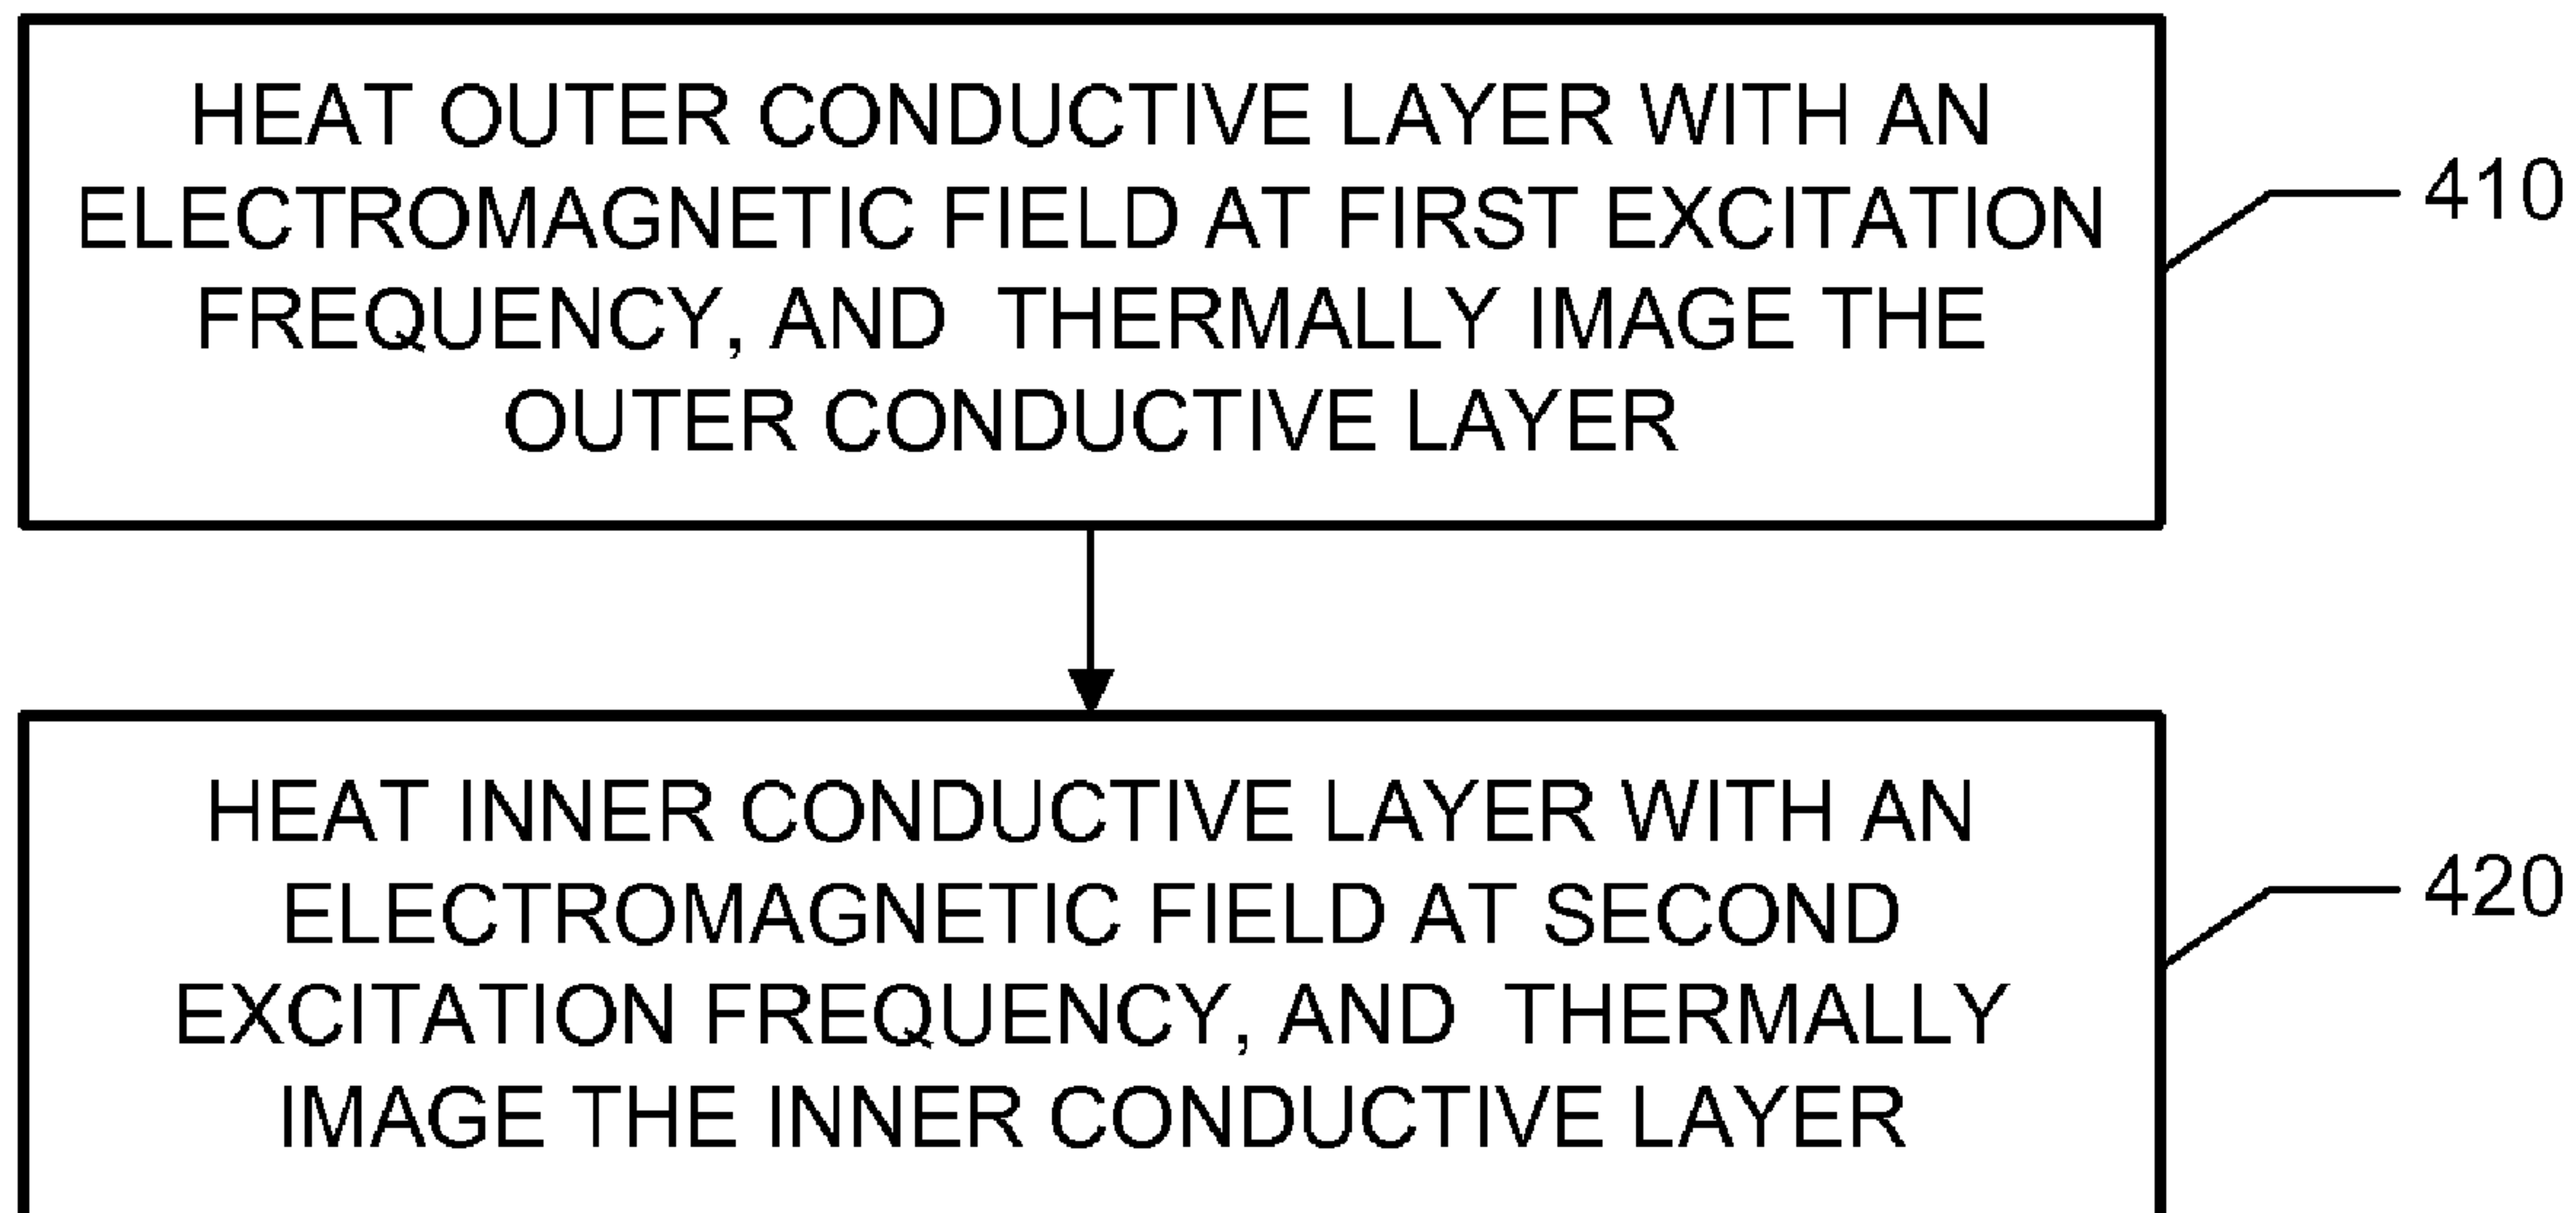 HEAT OUTER CONDUCTIVE LAYER WITH AN
ELECTROMAGNETIC FIELD AT FIRST EXCITATION
FREQUENCY, AND THERMALLY IMAGE THE
OUTER CONDUCTIVE LAYER
410
HEAT INNER CONDUCTIVE LAYER WITH AN
ELECTROMAGNETIC FIELD AT SECOND
EXCITATION FREQUENCY, AND THERMALLY
IMAGE THE INNER CONDUCTIVE LAYER
420